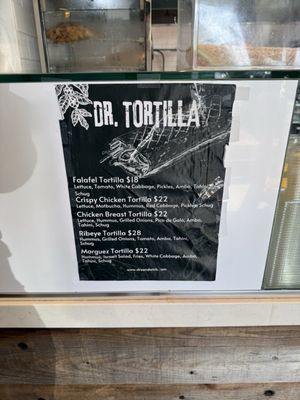 DR. TORTILLA
Falafel Tortilla $18
Lettuce, Tomato, White Cabbage, Pickles, Amba, Tahini,
Schug
Crispy Chicken Tortilla $22
Lettuce, Matbucha, Hummus, Red Cabbage, Pickles, Schug
Chicken Breast Tortilla $22
Lettuce, Hummus, Grilled Onions, Pico de Galo, Amba,
Tahini, Schug
Ribeye Tortilla $28
Hummus, Grilled Onions, Tomato, Amba, Tahini,
Schug
Marguez Tortilla $22
Hummus, Israeli Salad, Fries, White Cabbage, Amba,
Tahini, Schug